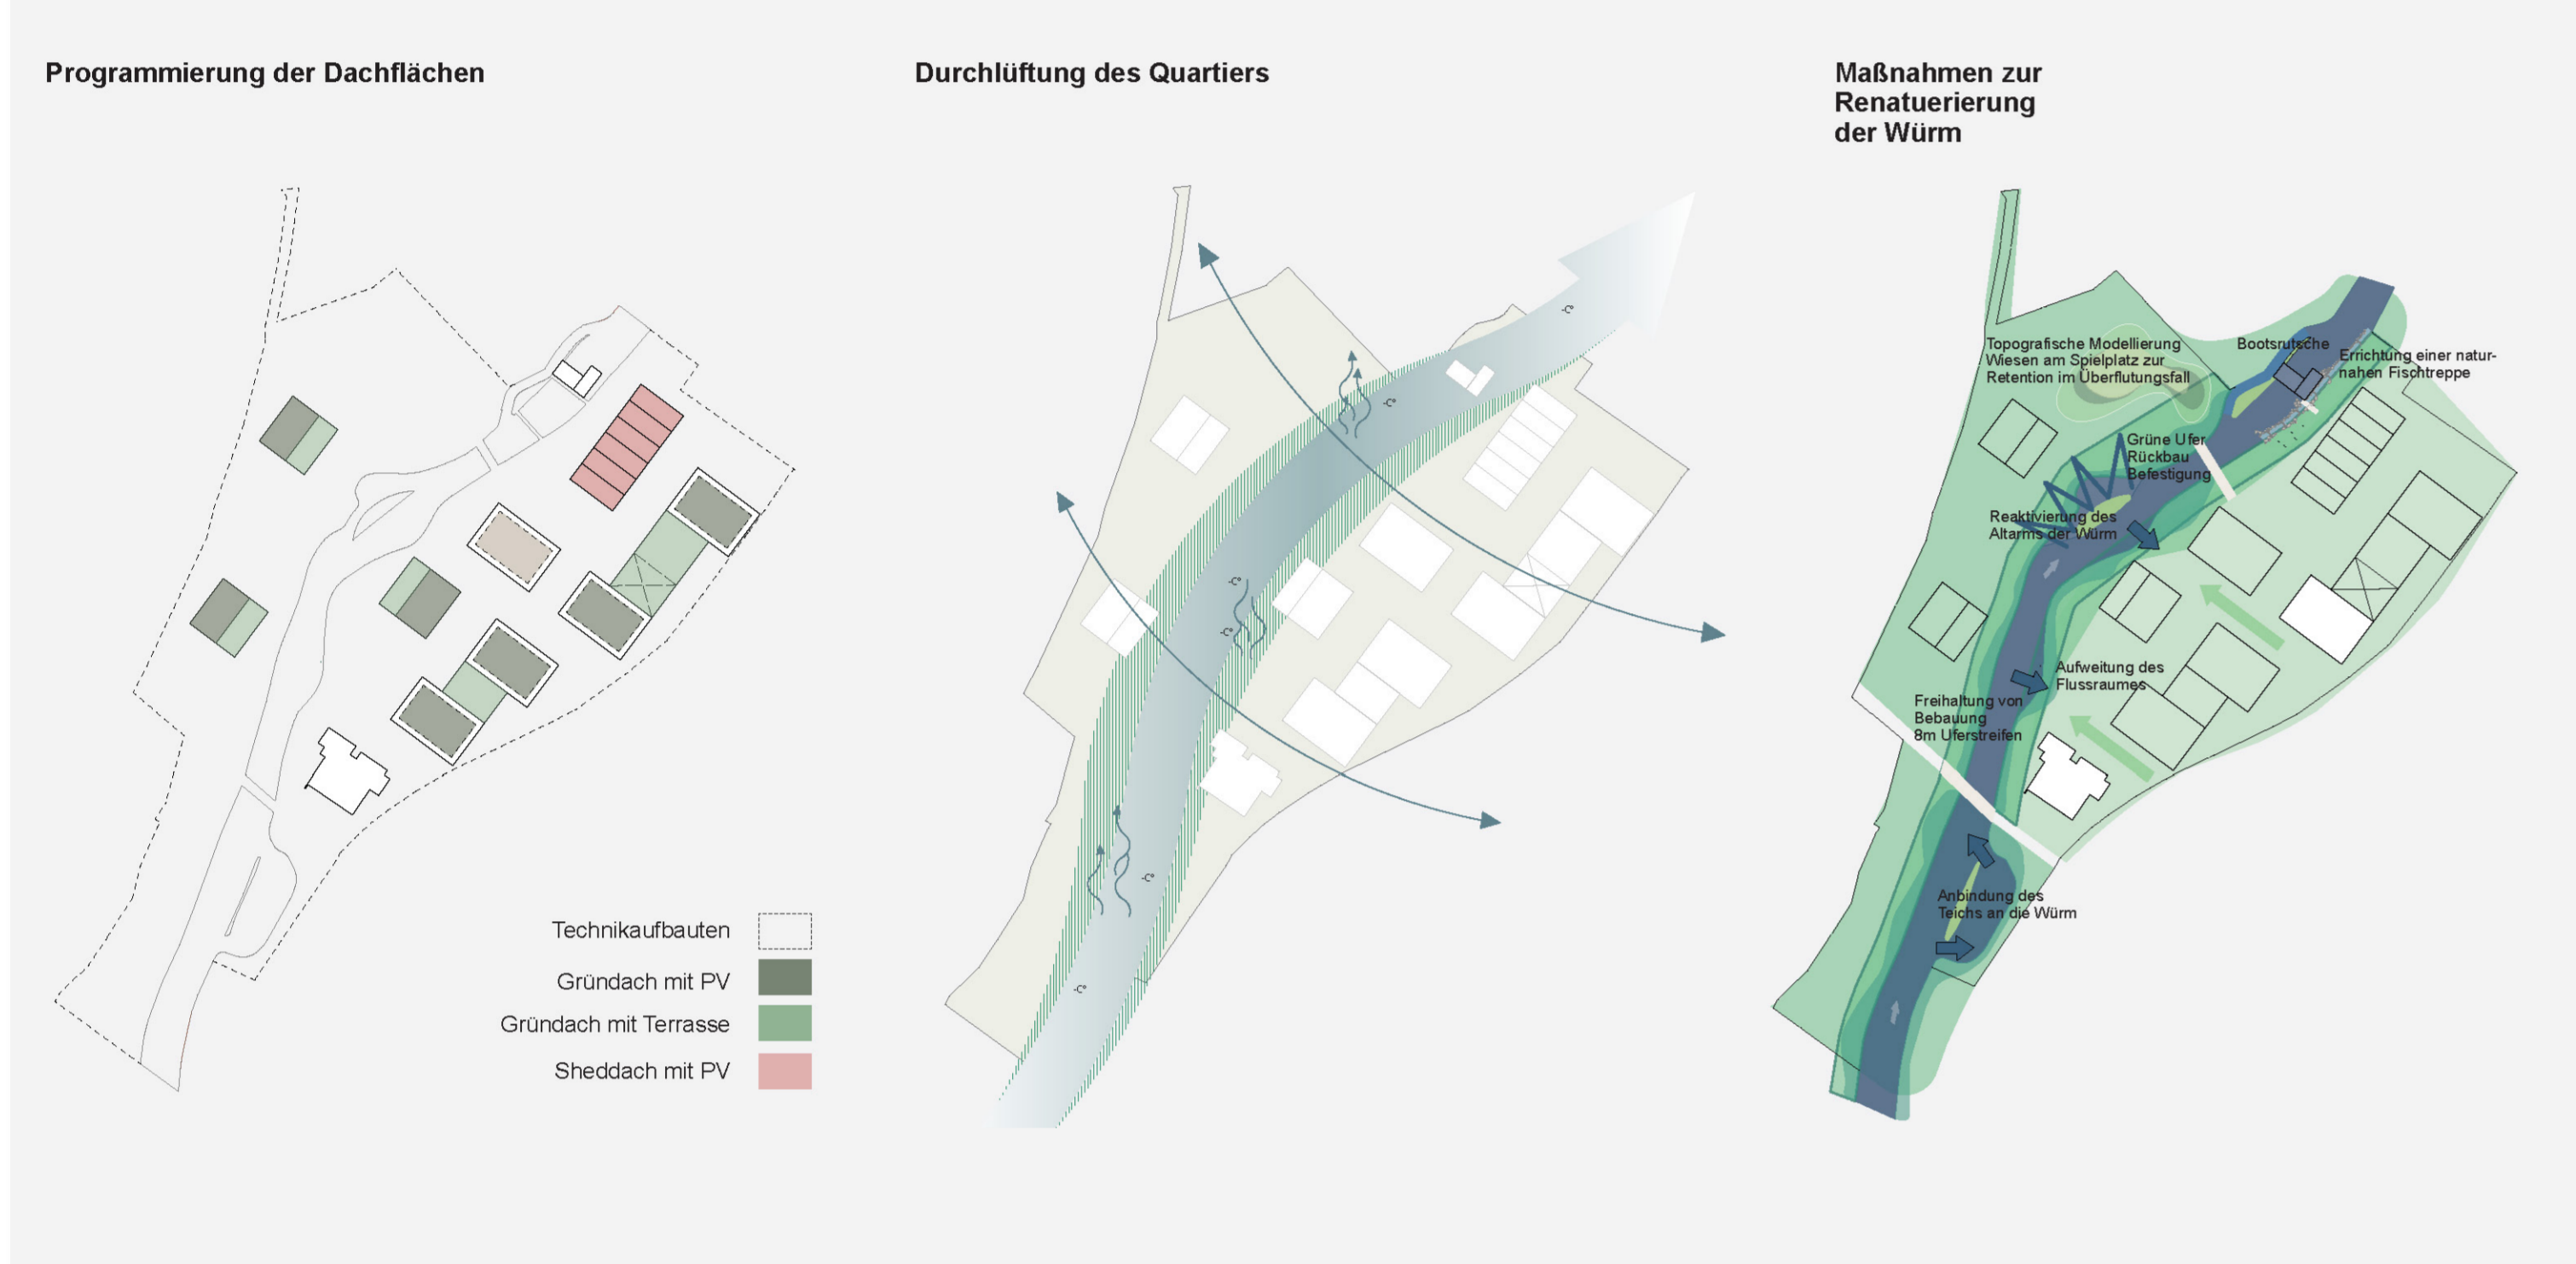 Programmierung der Dachflächen
Technikaufbauten
Gründach mit PV
Gründach mit Terrasse
Sheddach mit PV
Durchlüftung des Quartiers
-C°
-C°
-C°
-C°
-C°
-C°
Maßnahmen zur
Renatuerierung
der Würm
Topografische Modellierung
Wiesen am Spielplatz zur
Retention im Überflutungsfall
Bootsrutsche
Errichtung einer natur-
nahen Fischtreppe
Grüne Ufer
Rückbau
Befestigung
Reaktivierung des
Altarms der Würm
Aufweitung des
Flussraumes
Freihaltung von
Bebauung
8m Uferstreifen
Anbindung des
Teichs an die Würm